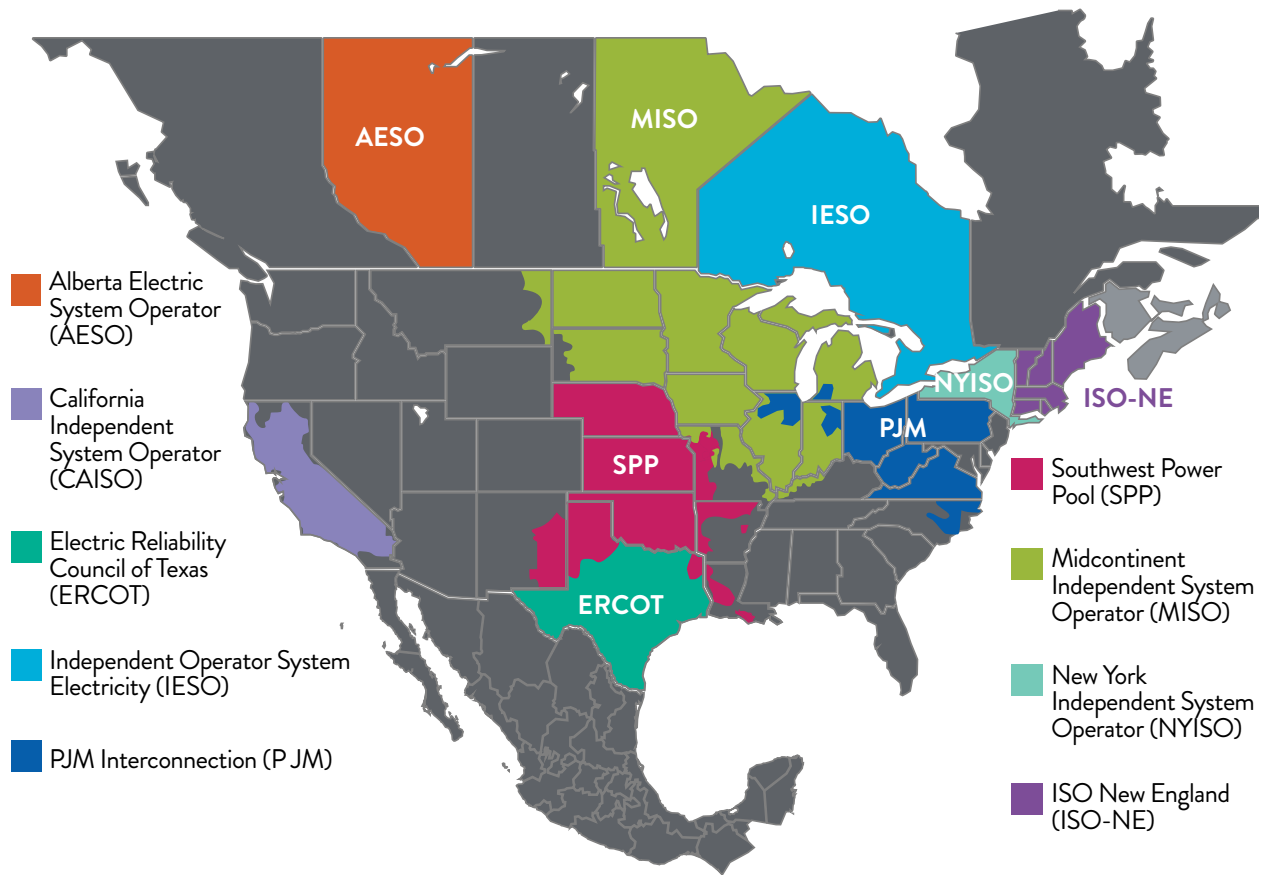 AESO
MISO
IESO
NYISO
ISO-NE
PJM
SPP
ERCOT
Alberta Electric
System Operator
(AESO)
California
Independent
System Operator
(CAISO)
Electric Reliability
Council of Texas
(ERCOT)
Independent Operator System
Electricity (IESO)
PJM Interconnection (P JM)
Southwest Power
Pool (SPP)
Midcontinent
Independent System
Operator (MISO)
New York
Independent System
Operator (NYISO)
ISO New England
(ISO-NE)